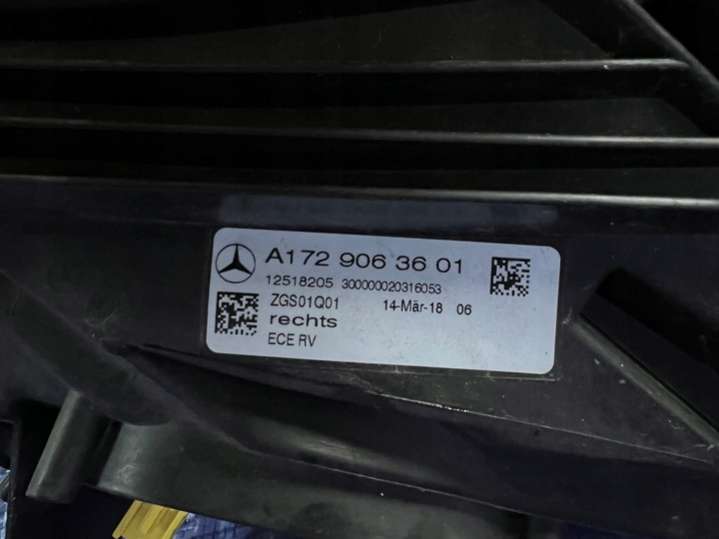 A172 906 36 01
12518205 300000020316053
ZGS01Q01 14-Mär-18 06
rechts
ECE RV